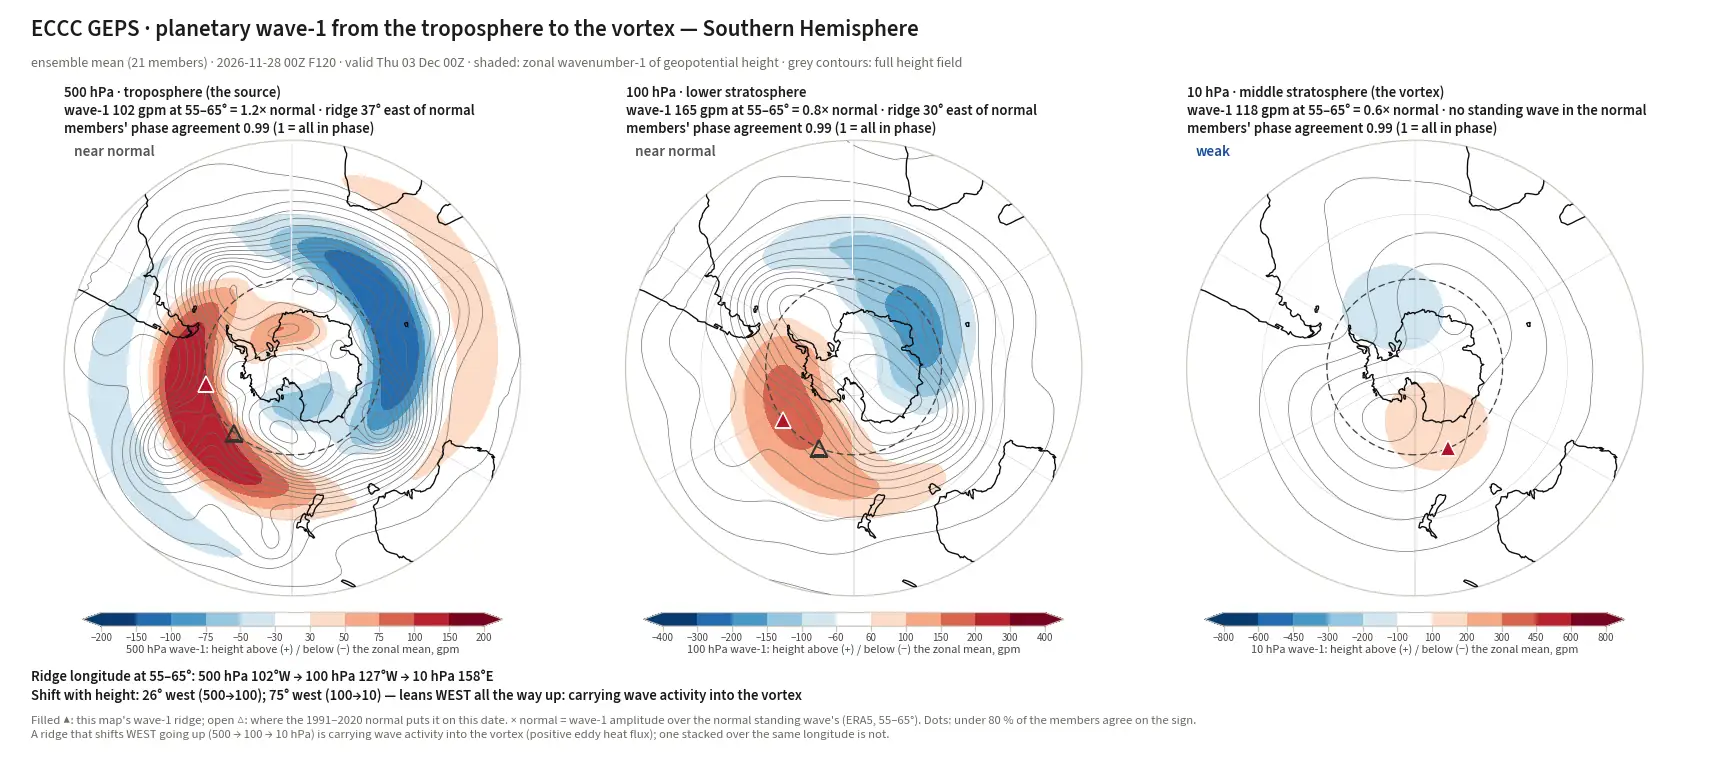 ECCC GEPS · planetary wave-1 from the troposphere to the vortex — Southern Hemisphere
ensemble mean (21 members) · 2026-11-28 00Z F120 · valid Thu 03 Dec 00Z · shaded: zonal wavenumber-1 of geopotential height · grey contours: full height field
500 hPa · troposphere (the source)
wave-1 102 gpm at 55–65° = 1.2× normal · ridge 37° east of normal
members' phase agreement 0.99 (1 = all in phase)
near normal
100 hPa · lower stratosphere
wave-1 165 gpm at 55–65° = 0.8× normal · ridge 30° east of normal
members' phase agreement 0.99 (1 = all in phase)
near normal
10 hPa · middle stratosphere (the vortex)
wave-1 118 gpm at 55–65° = 0.6× normal · no standing wave in the normal
members' phase agreement 0.99 (1 = all in phase)
weak
−200 −150 −100 −75 −50 −30 30 50 75 100 150 200
500 hPa wave-1: height above (+) / below (−) the zonal mean, gpm
−400 −300 −200 −150 −100 −60 60 100 150 200 300 400
100 hPa wave-1: height above (+) / below (−) the zonal mean, gpm
−800 −600 −450 −300 −200 −100 100 200 300 450 600 800
10 hPa wave-1: height above (+) / below (−) the zonal mean, gpm
Ridge longitude at 55–65°: 500 hPa 102°W → 100 hPa 127°W → 10 hPa 158°E
Shift with height: 26° west (500→100); 75° west (100→10) — leans WEST all the way up: carrying wave activity into the vortex
Filled ▲: this map's wave-1 ridge; open △: where the 1991–2020 normal puts it on this date. × normal = wave-1 amplitude over the normal standing wave's (ERA5, 55–65°). Dots: under 80 % of the members agree on the sign.
A ridge that shifts WEST going up (500 → 100 → 10 hPa) is carrying wave activity into the vortex (positive eddy heat flux); one stacked over the same longitude is not.